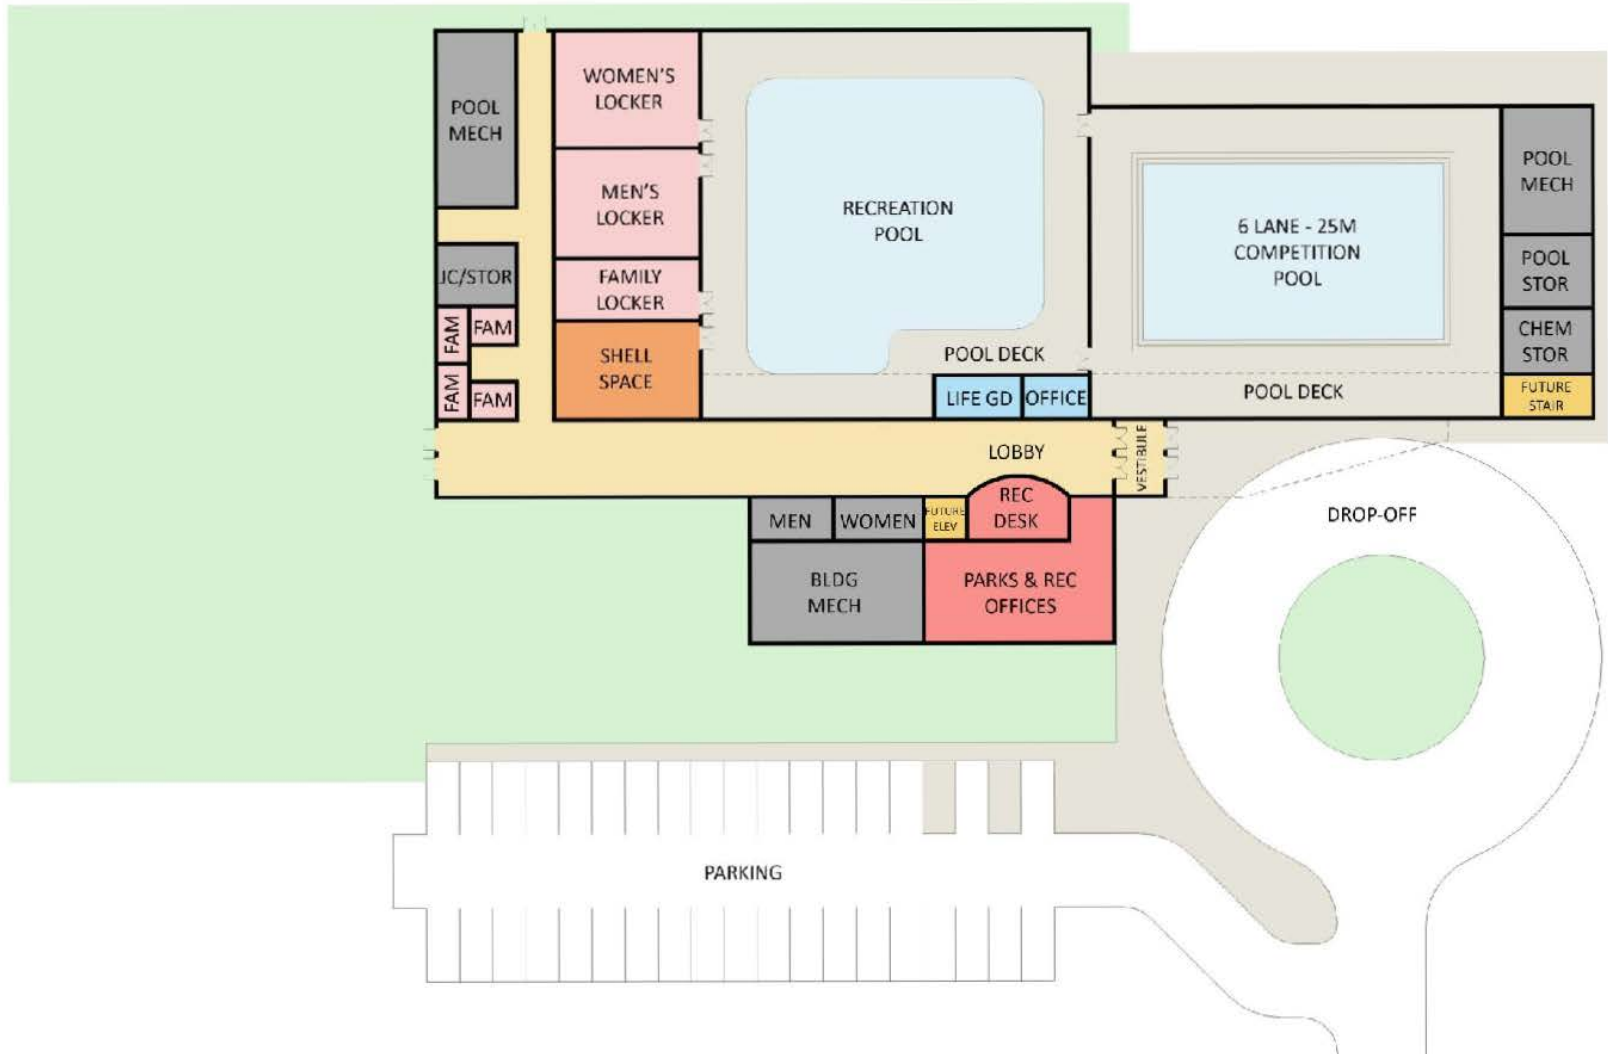 WOMEN'S
LOCKER
POOL
MECH
MEN'S
LOCKER
RECREATION
POOL
POOL
MECH
6 LANE - 25M
COMPETITION
POOL
JC/STOR
FAMILY
LOCKER
POOL
STOR
FAM
FAM
CHEM
STOR
SHELL
SPACE
POOL DECK
FAM
FAM
LIFE GD
OFFICE
POOL DECK
FUTURE
STAIR
LOBBY
VESTIBULE
REC
DESK
MEN
WOMEN
FUTURE
ELEV
DROP-OFF
BLDG
MECH
PARKS & REC
OFFICES
PARKING